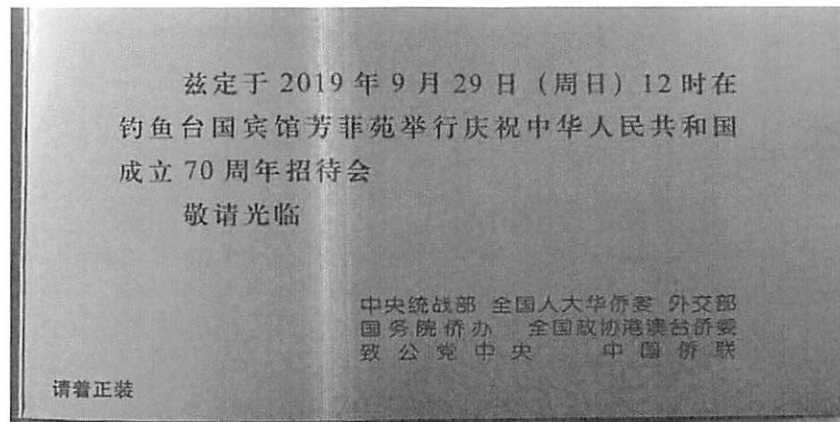 兹定于 2019 年 9 月 29 日（周日）12 时在
钓鱼台国宾馆芳菲苑举行庆祝中华人民共和国
成立 70 周年招待会
敬请光临
中央统战部 全国人大华侨委 外交部
国务院侨办 全国政协港澳台侨委
致公党中央 中国侨联
请着正装